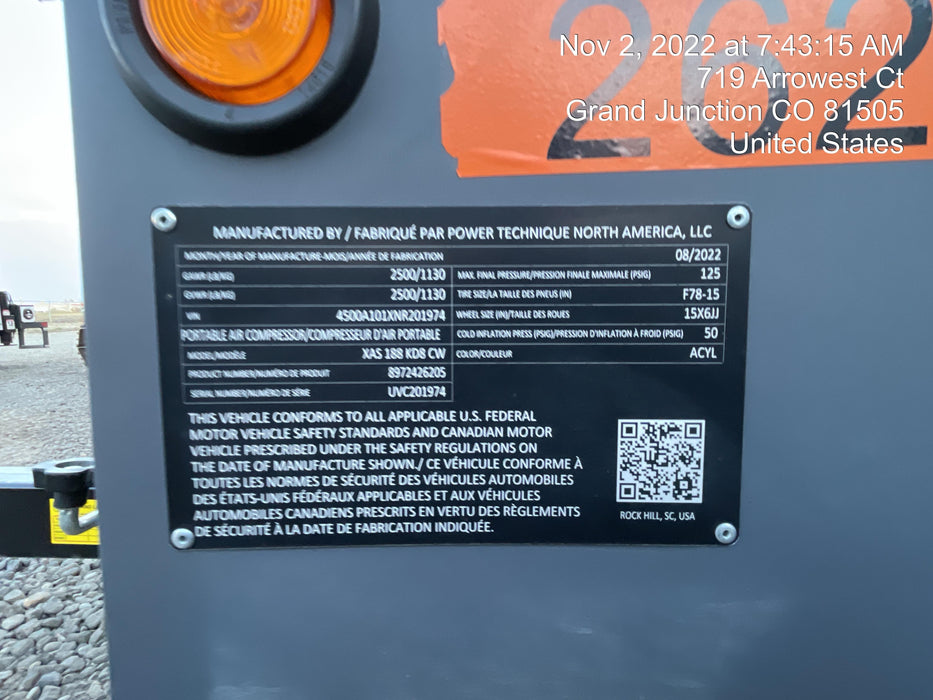 262
Nov 2, 2022 at 7:43:15 AM
719 Arrowest Ct
Grand Junction CO 81505
United States
MANUFACTURED BY / FABRIQUÉ PAR POWER TECHNIQUE NORTH AMERICA, LLC
MONTH/YEAR OF MANUFACTURE-MOIS/ANNÉE DE FABRICATION 08/2022
GAWR (LB/KG) 2500/1130 MAX. FINAL PRESSURE/PRESSION FINALE MAXIMALE (PSIG) 125
GVWR (LB/KG) 2500/1130 TIRE SIZE/LA TAILLE DES PNEUS (IN) F78-15
VIN 4500A101XNR201974 WHEEL SIZE (IN)/TAILLE DES ROUES 15X6JJ
PORTABLE AIR COMPRESSOR/COMPRESSEUR D'AIR PORTABLE COLD INFLATION PRESS (PSIG)/PRESSION D'INFLATION À FROID (PSIG) 50
MODEL/MODÈLE XAS 188 KD8 CW COLOR/COULEUR ACYL
PRODUCT NUMBER/NUMÉRO DE PRODUIT 8972426205
SERIAL NUMBER/NUMÉRO DE SÉRIE UVC201974
THIS VEHICLE CONFORMS TO ALL APPLICABLE U.S. FEDERAL
MOTOR VEHICLE SAFETY STANDARDS AND CANADIAN MOTOR
VEHICLE PRESCRIBED UNDER THE SAFETY REGULATIONS ON
THE DATE OF MANUFACTURE SHOWN./ CE VÉHICULE CONFORME À
TOUTES LES NORMES DE SÉCURITÉ DES VÉHICULES AUTOMOBILES
DES ÉTATS-UNIS FÉDÉRAUX APPLICABLES ET AUX VÉHICULES
AUTOMOBILES CANADIENS PRESCRITS EN VERTU DES RÈGLEMENTS
DE SÉCURITÉ À LA DATE DE FABRICATION INDIQUÉE.
ROCK HILL, SC, USA